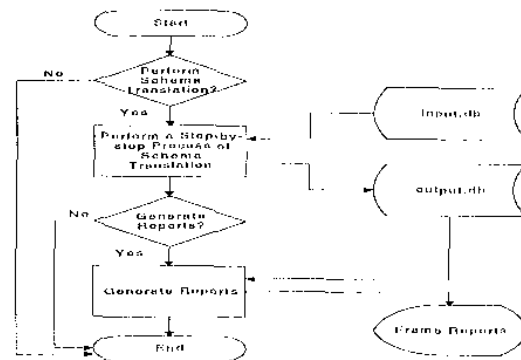 Start
No
Perform
Schema
Translation?
Yes
Perform a Step-by-
step Process of
Schema
Translation
Input.db
output.db
No
Generate
Reports?
Yes
Generate Reports
Frame Reports
End